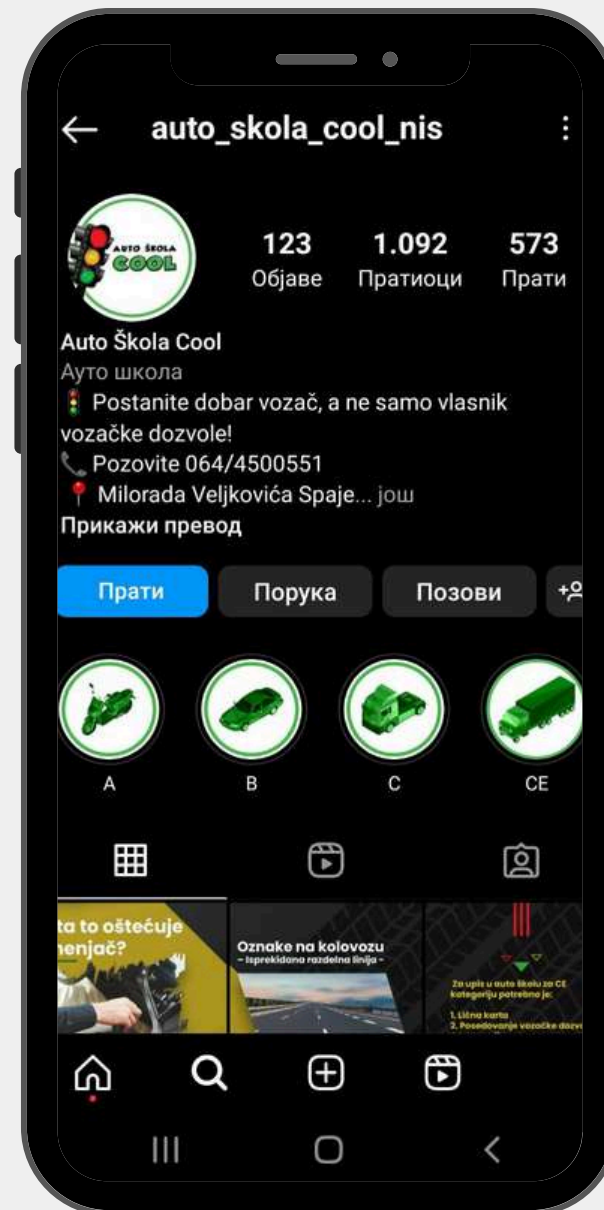 auto_skola_cool_nis
AUTO ŠKOLA
COOL
123 1.092 573
Објаве Пратиоци Прати
Auto Škola Cool
Ауто школа
🚦 Postanite dobar vozač, a ne samo vlasnik
vozačke dozvole!
📞 Pozovite 064/4500551
📍 Milorada Veljkovića Spaje... још
Прикажи превод
Прати Порука Позови
A B C CE
ta to oštećuje
menjač?
Oznake na kolovozu
- Isprekidana razdelna linija -
Za upis u auto školu za CE
kategoriju potrebno je:
1. Lična karta
2. Posedovanje vozačke